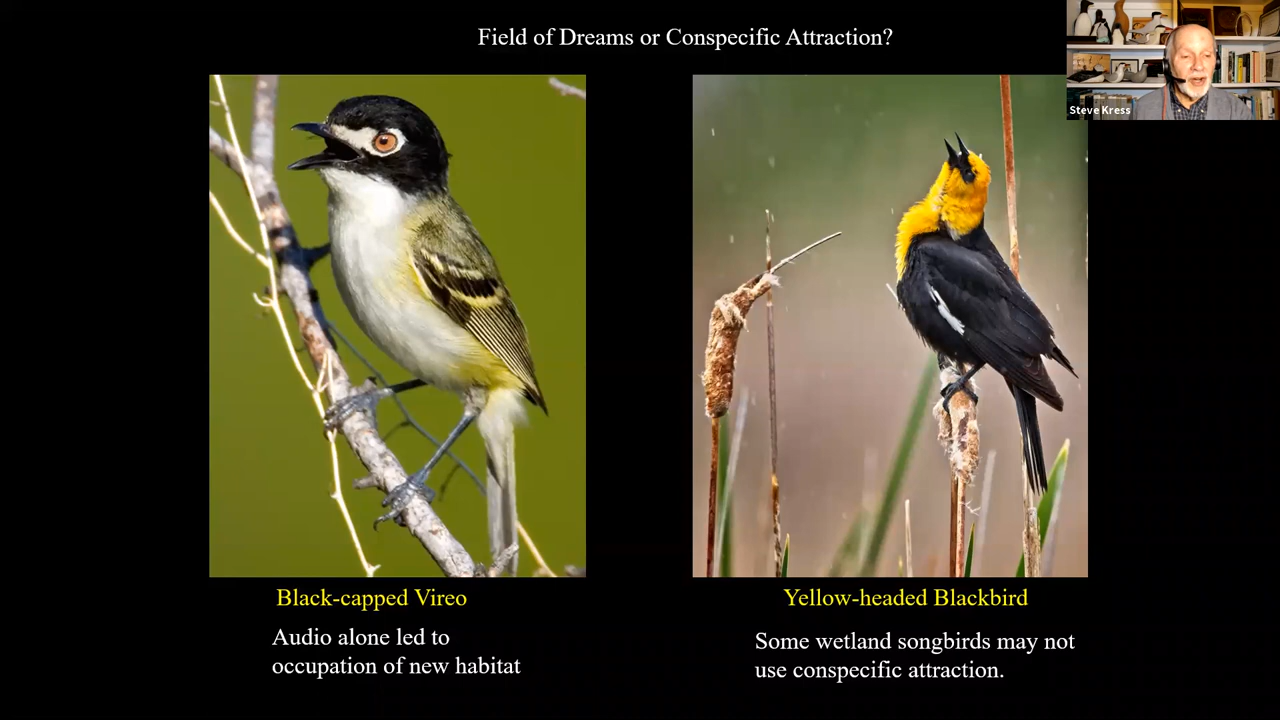 Field of Dreams or Conspecific Attraction?
Steve Kress
Black-capped Vireo
Audio alone led to
occupation of new habitat
Yellow-headed Blackbird
Some wetland songbirds may not
use conspecific attraction.